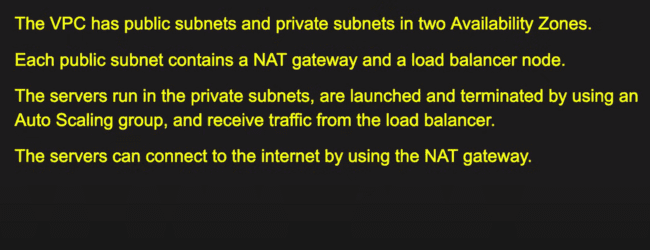 The VPC has public subnets and private subnets in two Availability Zones.
Each public subnet contains a NAT gateway and a load balancer node.
The servers run in the private subnets, are launched and terminated by using an
Auto Scaling group, and receive traffic from the load balancer.
The servers can connect to the internet by using the NAT gateway.